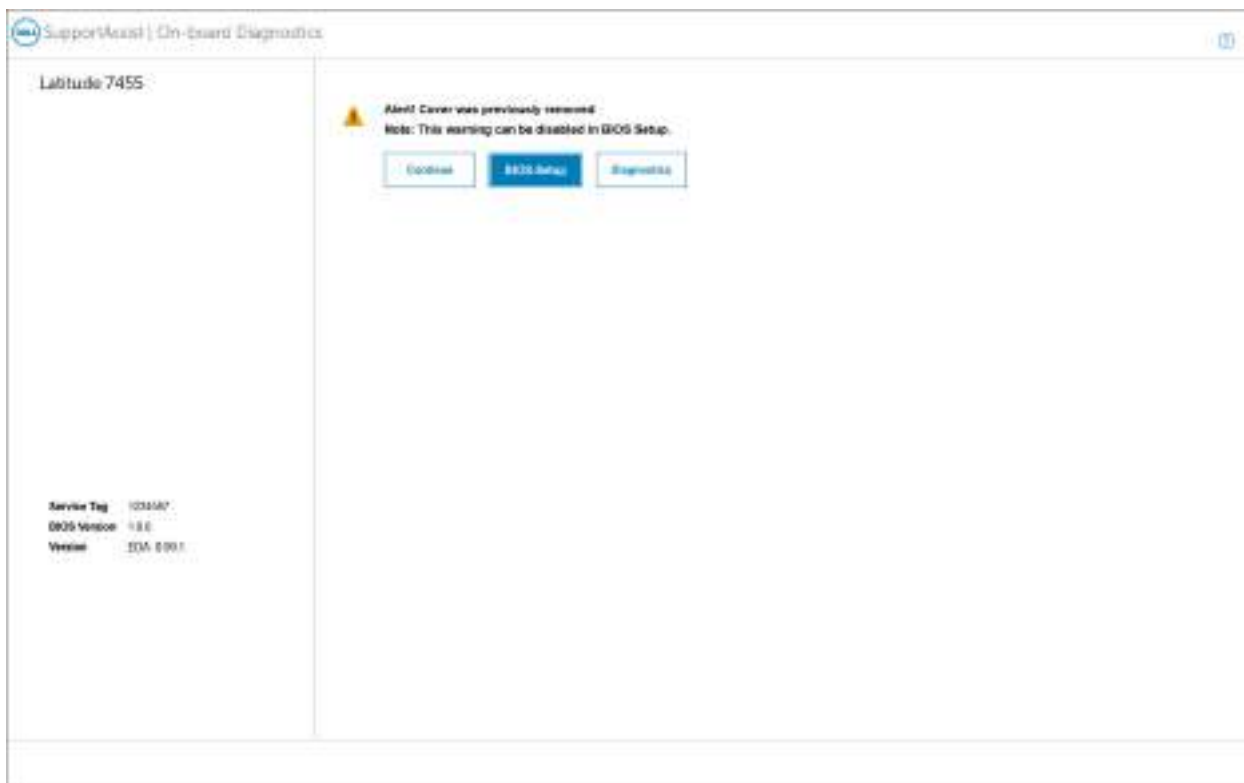 DELL SupportAssist | On-board Diagnostics
Latitude 7455
Alert! Cover was previously removed
Note: This warning can be disabled in BIOS Setup.
Continue BIOS Setup Diagnostics
Service Tag
BIOS Version
Version